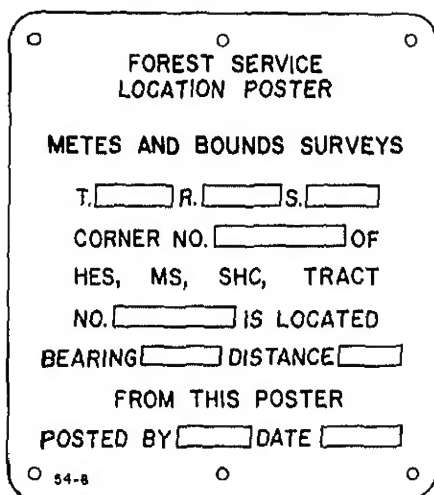 FOREST SERVICE
LOCATION POSTER
METES AND BOUNDS SURVEYS
T. R. S.
CORNER NO. OF
HES, MS, SHC, TRACT
NO. IS LOCATED
BEARING DISTANCE
FROM THIS POSTER
POSTED BY DATE
54-8